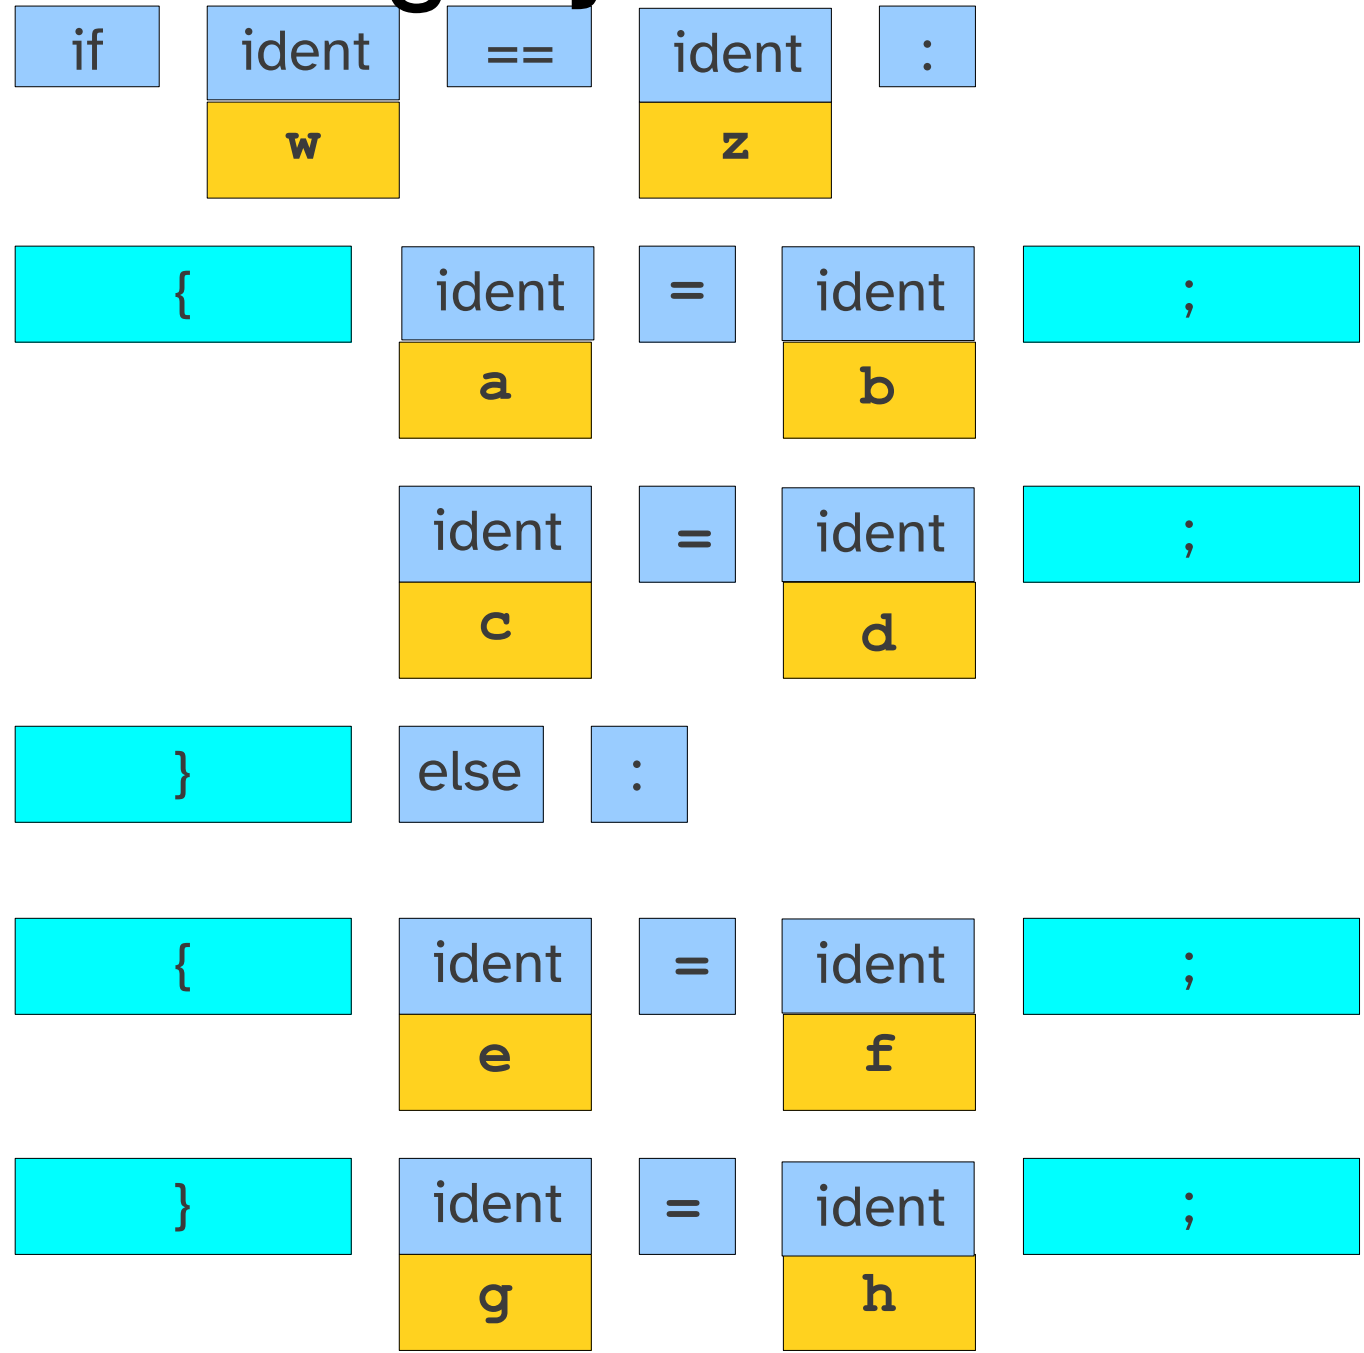 if ident == ident :
w z
{ ident = ident ;
a b
ident = ident ;
c d
} else :
{ ident = ident ;
e f
} ident = ident ;
g h